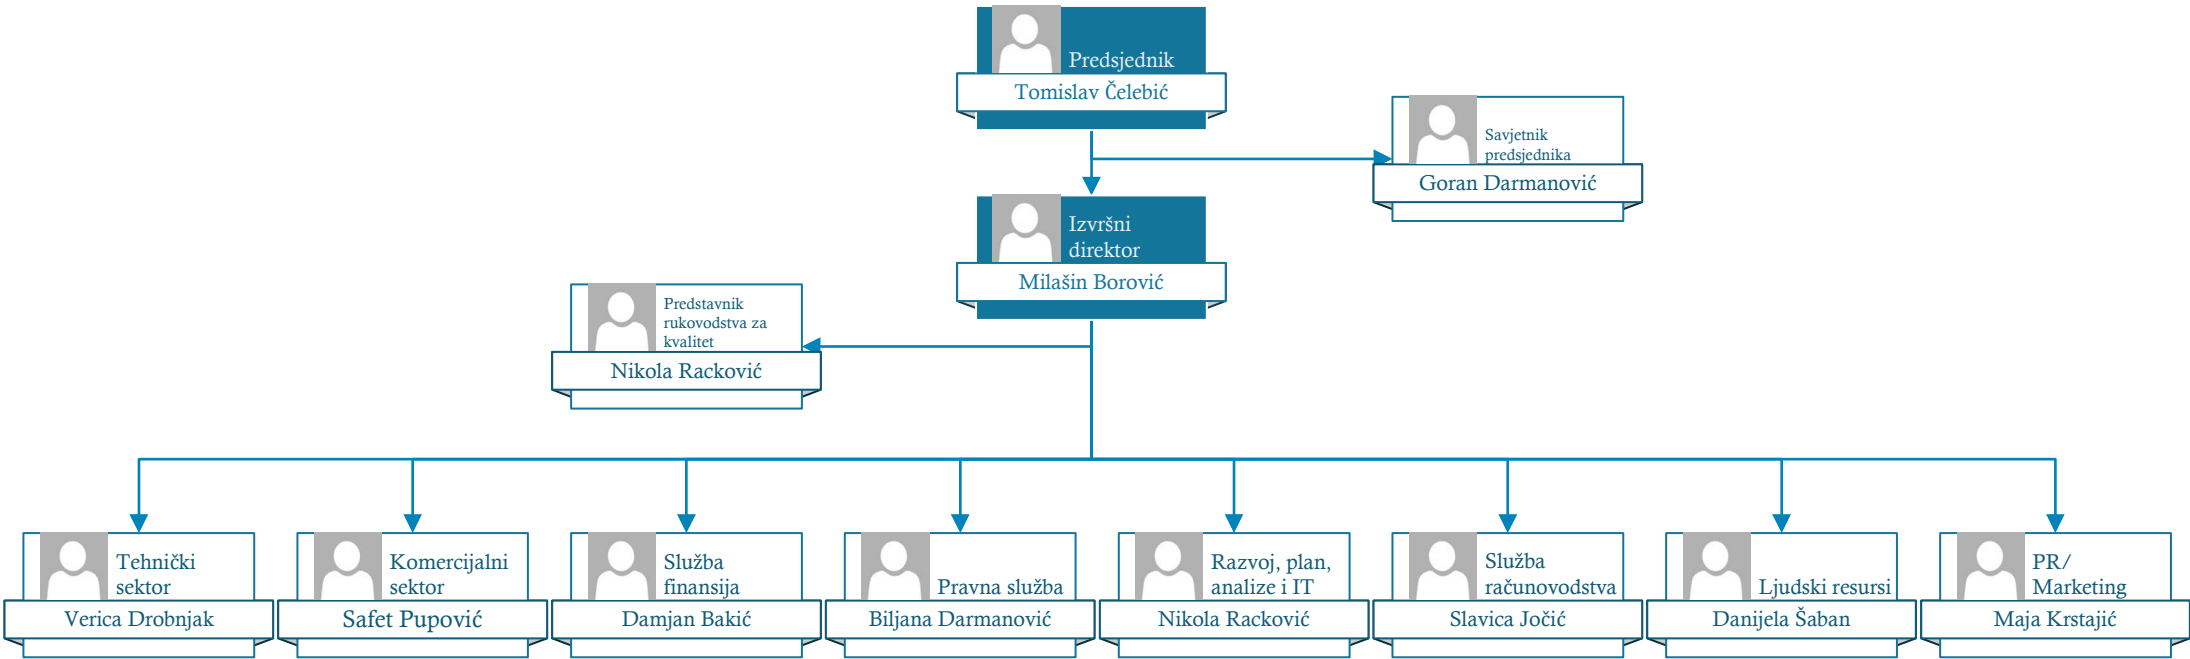 Predsjednik
Tomislav Čelebić
Savjetnik
predsjednika
Goran Darmanović
Izvršni
direktor
Milašin Borović
Predstavnik
rukovodstva za
kvalitet
Nikola Racković
Tehnički
sektor
Verica Drobnjak
Komercijalni
sektor
Safet Pupović
Služba
finansija
Damjan Bakić
Pravna služba
Biljana Darmanović
Razvoj, plan,
analize i IT
Nikola Racković
Služba
računovodstva
Slavica Jočić
Ljudski resursi
Danijela Šaban
PR/
Marketing
Maja Krstajić